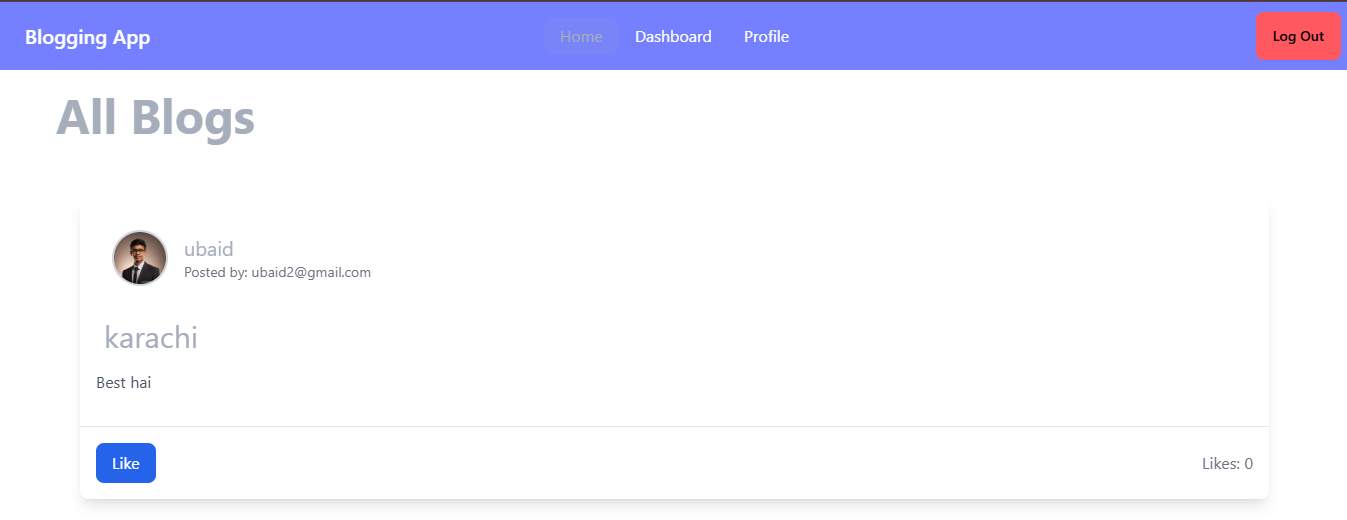 Blogging App
Home Dashboard Profile
Log Out
All Blogs
ubaid
Posted by: ubaid2@gmail.com
karachi
Best hai
Like
Likes: 0